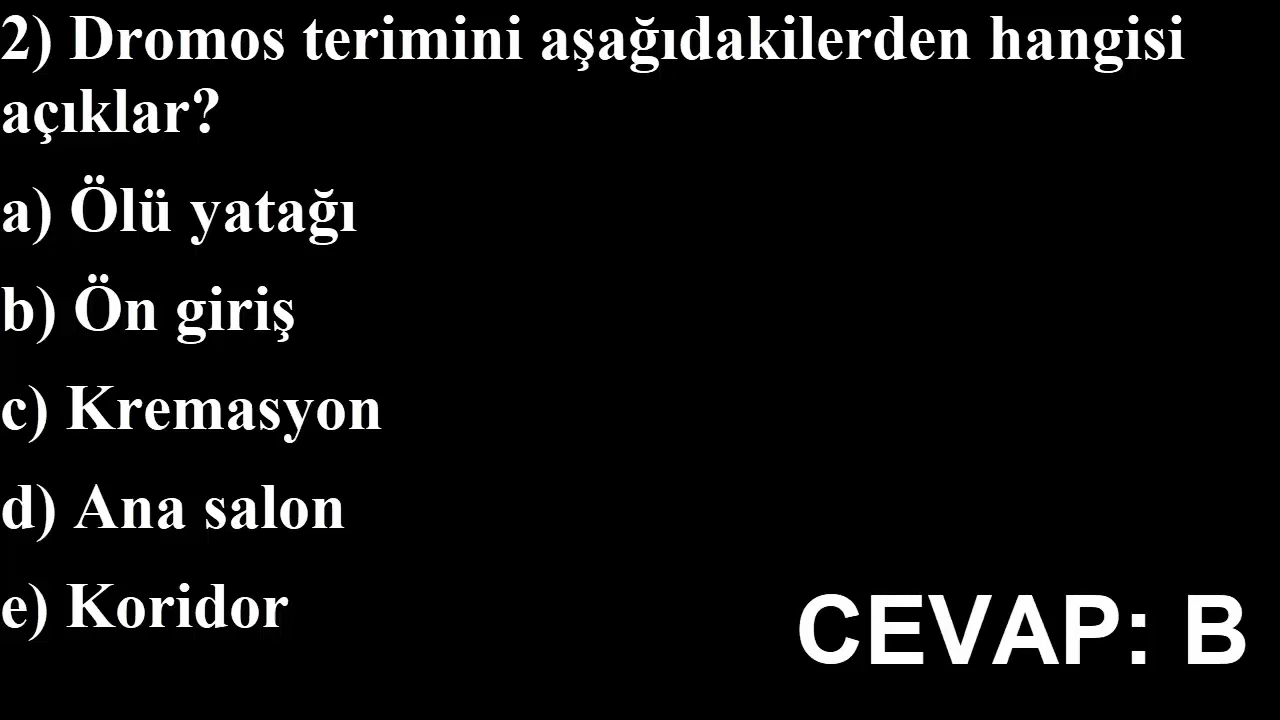 2) Dromos terimini aşağıdakilerden hangisi
açıklar?
a) Ölü yatağı
b) Ön giriş
c) Kremasyon
d) Ana salon
e) Koridor
CEVAP: B